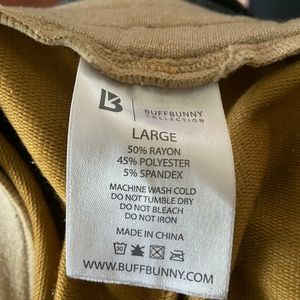 BUFFBUNNY
COLLECTION
LARGE
50% RAYON
45% POLYESTER
5% SPANDEX
MACHINE WASH COLD
DO NOT TUMBLE DRY
DO NOT BLEACH
DO NOT IRON
MADE IN CHINA
30
WWW.BUFFBUNNY.COM